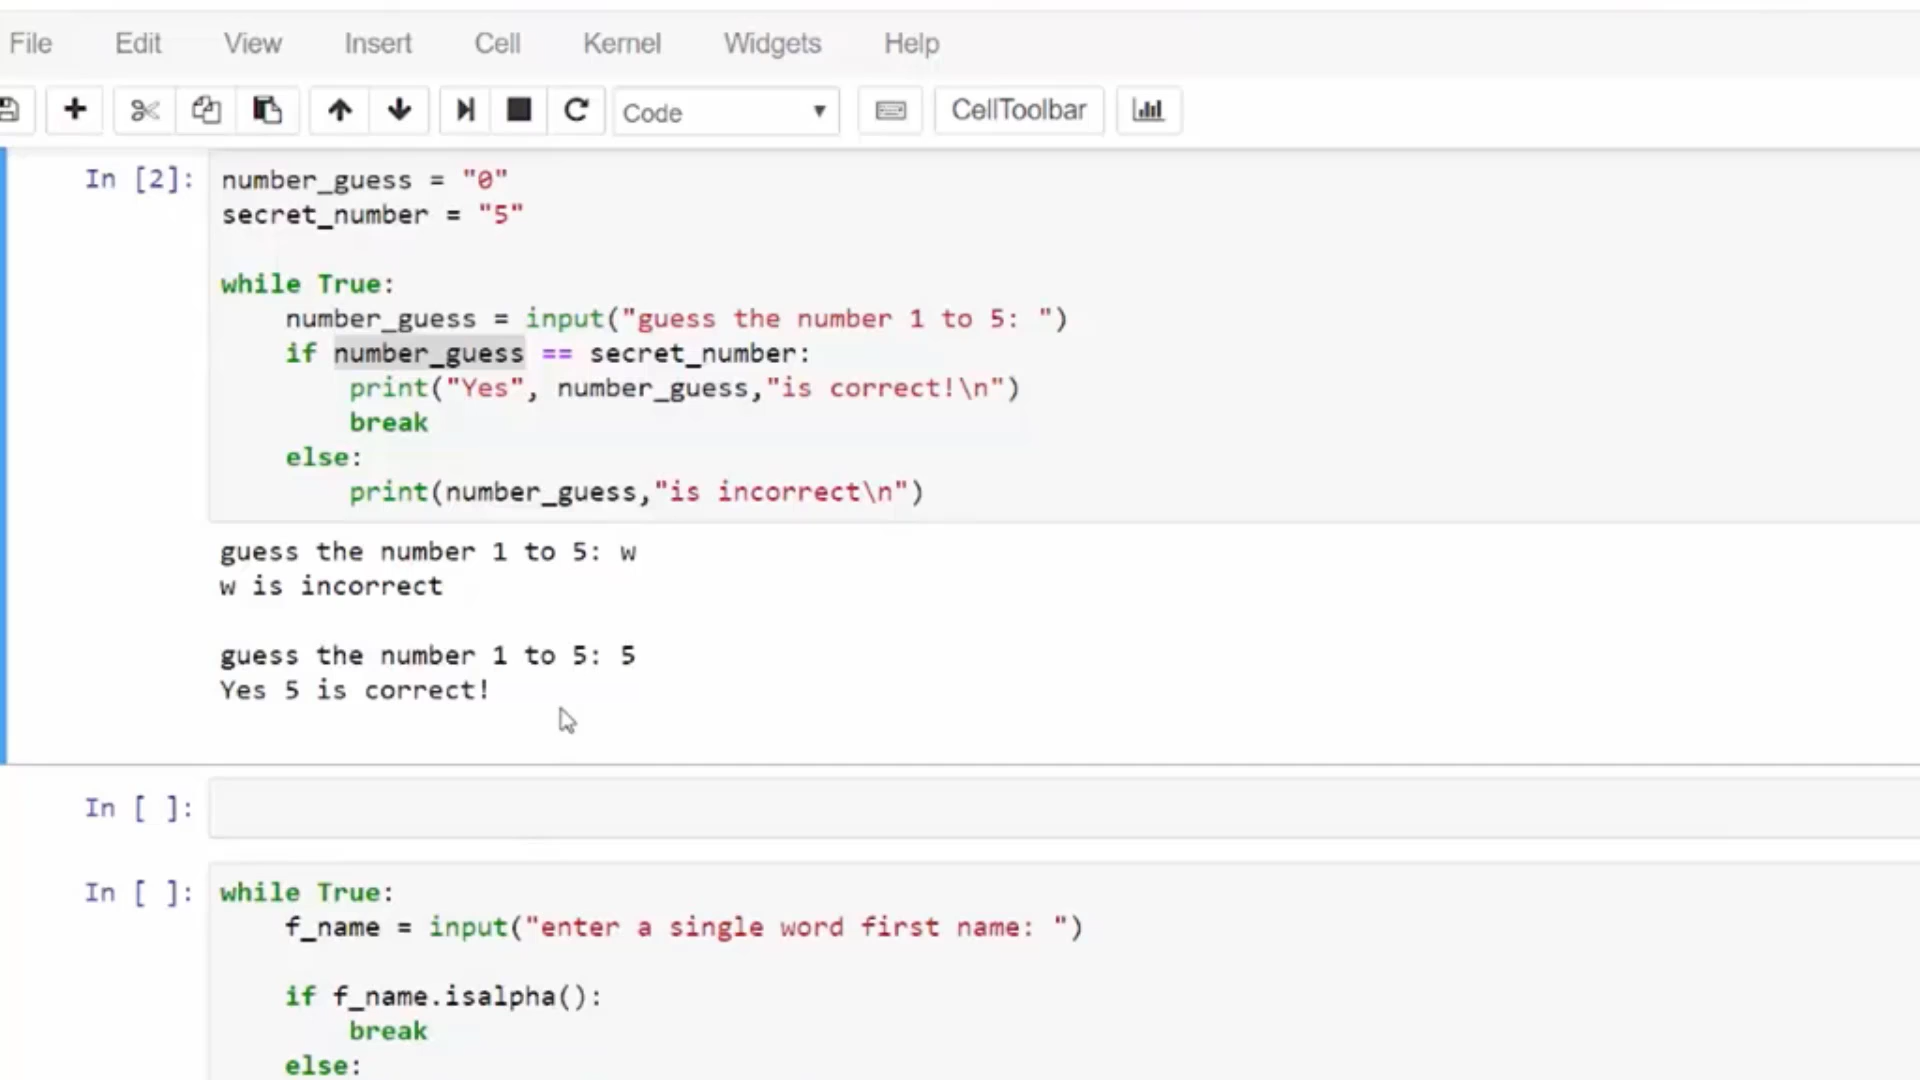 File Edit View Insert Cell Kernel Widgets Help
Code CellToolbar
In [2]: number_guess = "0"
secret_number = "5"
while True:
    number_guess = input("guess the number 1 to 5: ")
    if number_guess == secret_number:
        print("Yes", number_guess,"is correct!\n")
        break
    else:
        print(number_guess,"is incorrect\n")
guess the number 1 to 5: w
w is incorrect
guess the number 1 to 5: 5
Yes 5 is correct!
In [ ]:
In [ ]: while True:
    f_name = input("enter a single word first name: ")
    if f_name.isalpha():
        break
    else: